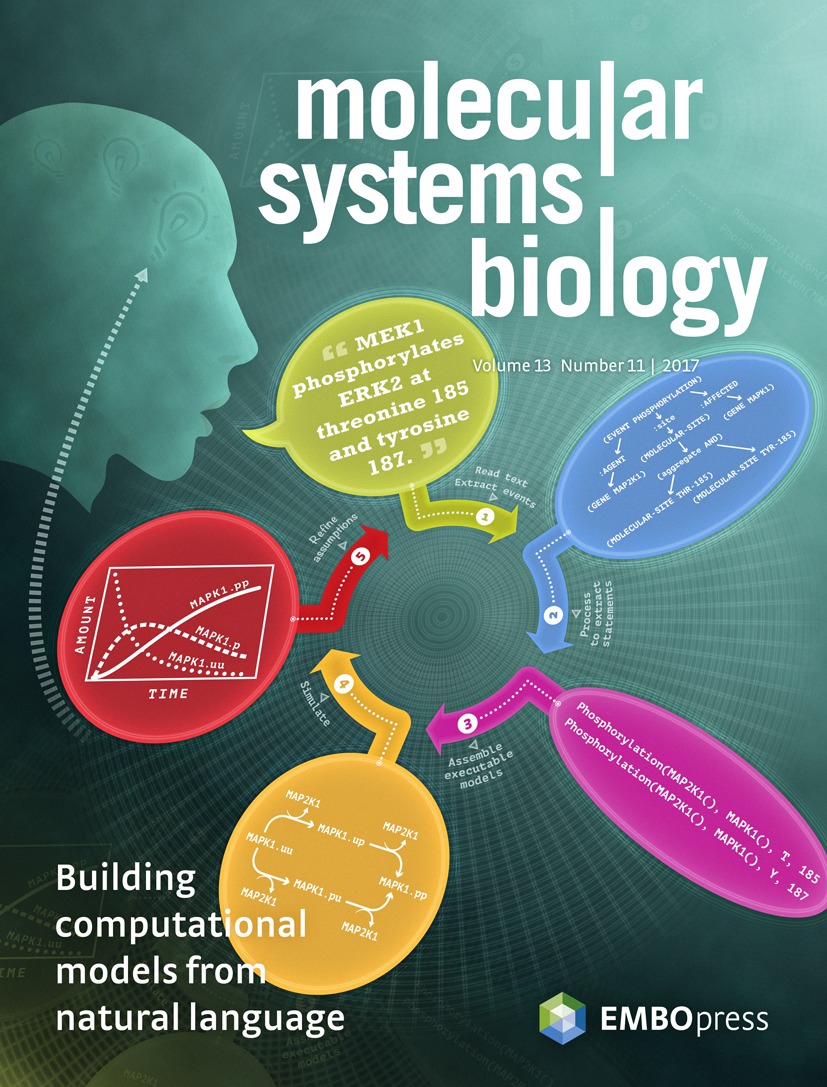 molecular
systems
biology
Volume 13 Number 11 | 2017
“ MEK1
phosphorylates
ERK2 at
threonine 185
and tyrosine
187. ”
Read text
Extract events
1
(EVENT PHOSPHORYLATION)
:AGENT
:site
:AFFECTED
(GENE MAP2K1)
(MOLECULAR-SITE)
(GENE MAPK1)
(aggregate AND)
(MOLECULAR-SITE THR-185)
(MOLECULAR-SITE TYR-185)
2
Process
to extract
statements
Phosphorylation(MAP2K1(), MAPK1(), T, 185
Phosphorylation(MAP2K1(), MAPK1(), Y, 187
3
Assemble
executable
models
MAP2K1
MAPK1.uu
MAPK1.up
MAP2K1
MAP2K1
MAPK1.pu
MAPK1.pp
MAP2K1
4
Simulate
AMOUNT
MAPK1.pp
MAPK1.p
MAPK1.uu
TIME
5
Refine
assumptions
Building
computational
models from
natural language
EMBOpress